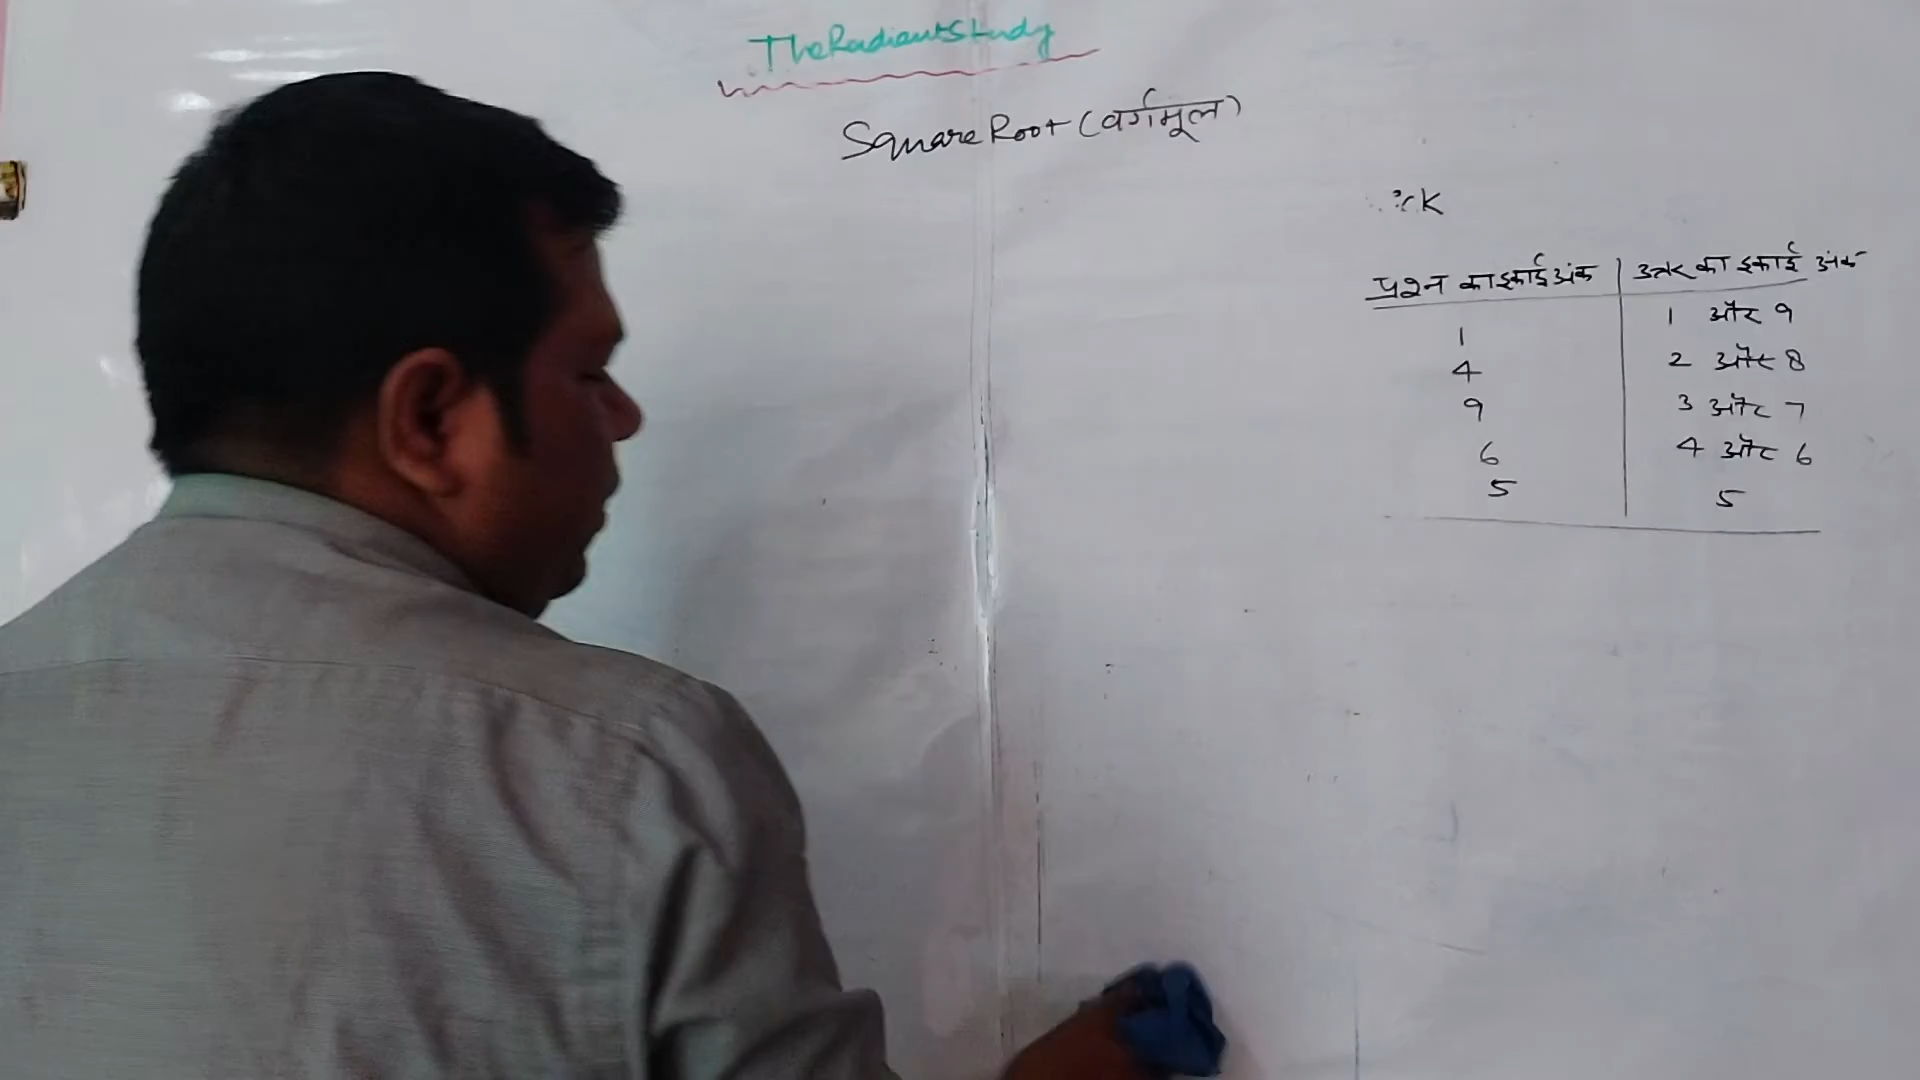 TheRadiantStudy
Square Root (वर्गमूल)
प्रश्न का इकाई अंक | उत्तर का इकाई अंक
1 | 1 और 9
4 | 2 और 8
9 | 3 और 7
6 | 4 और 6
5 | 5